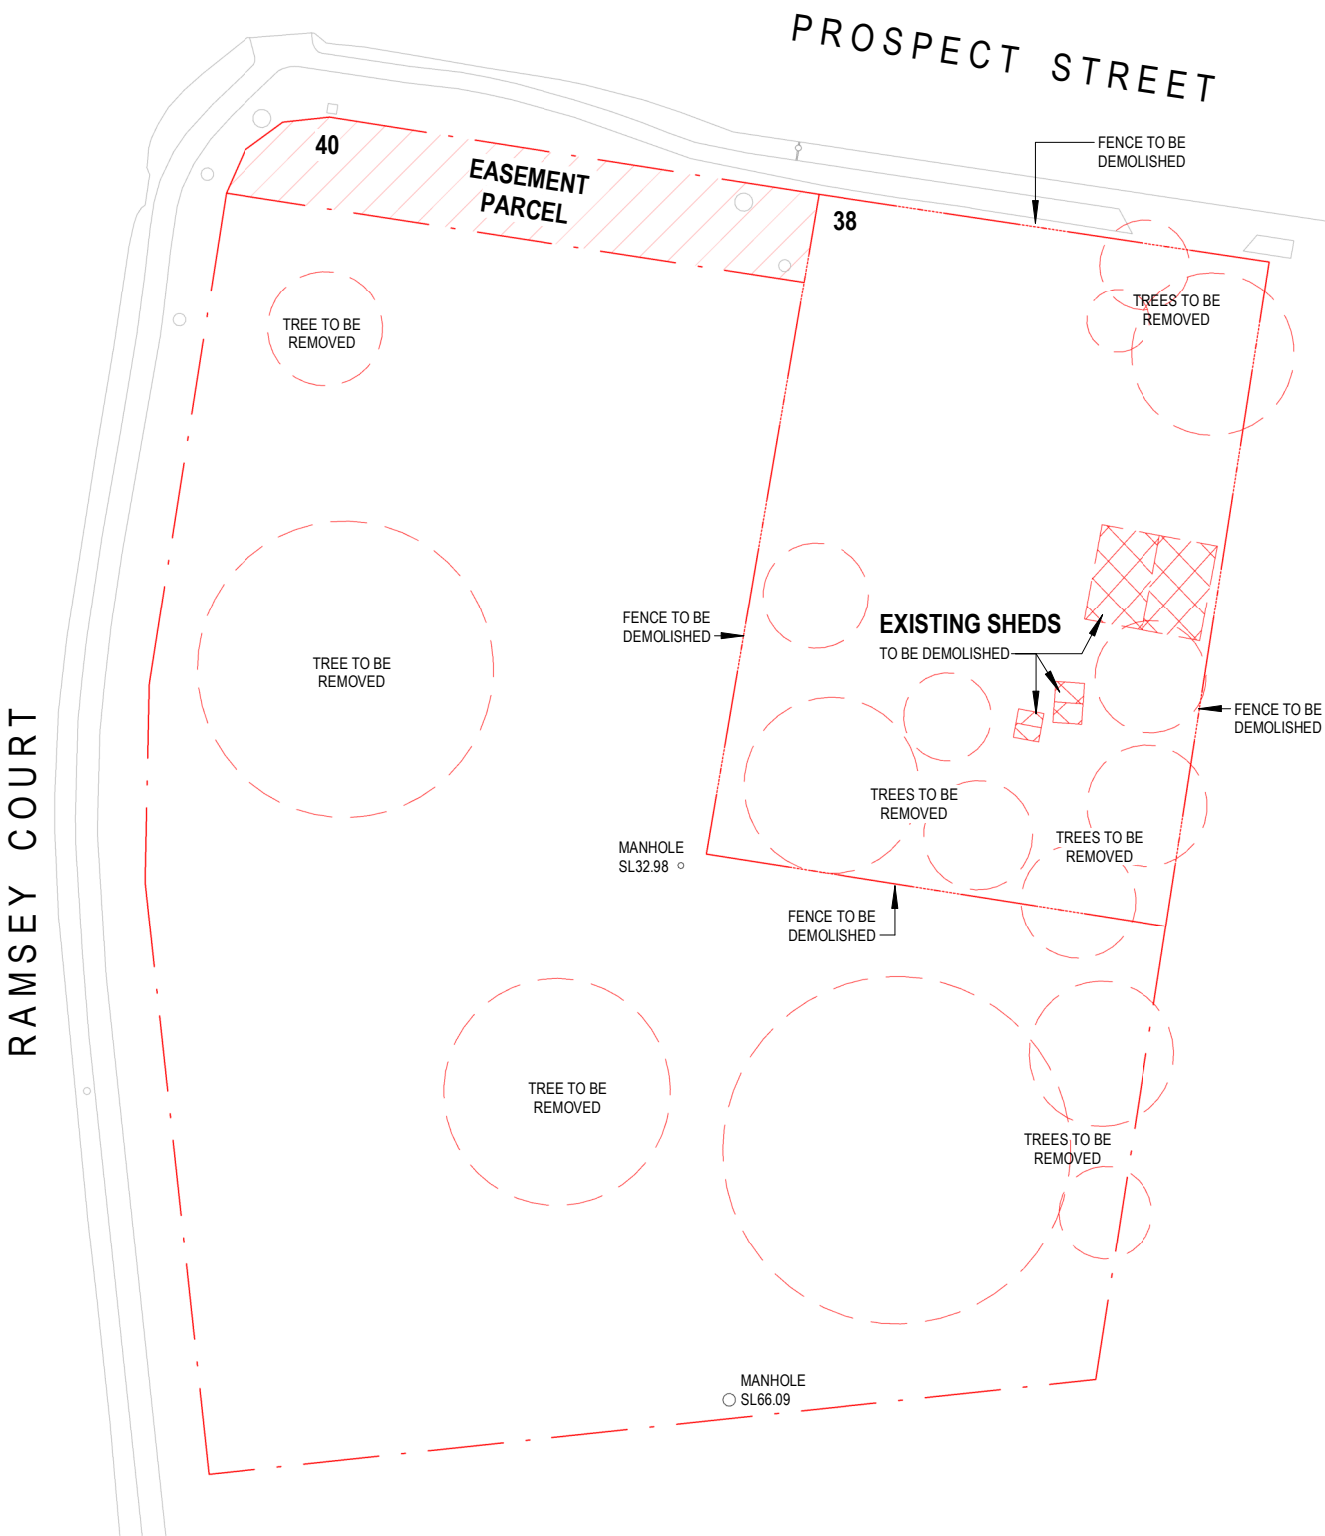 PROSPECT STREET
FENCE TO BE
DEMOLISHED
40
EASEMENT
PARCEL
38
TREES TO BE
REMOVED
TREE TO BE
REMOVED
FENCE TO BE
DEMOLISHED
EXISTING SHEDS
TO BE DEMOLISHED
TREE TO BE
REMOVED
FENCE TO BE
DEMOLISHED
RAMSEY COURT
TREES TO BE
REMOVED
TREES TO BE
REMOVED
MANHOLE
SL32.98
FENCE TO BE
DEMOLISHED
TREE TO BE
REMOVED
TREES TO BE
REMOVED
MANHOLE
SL66.09